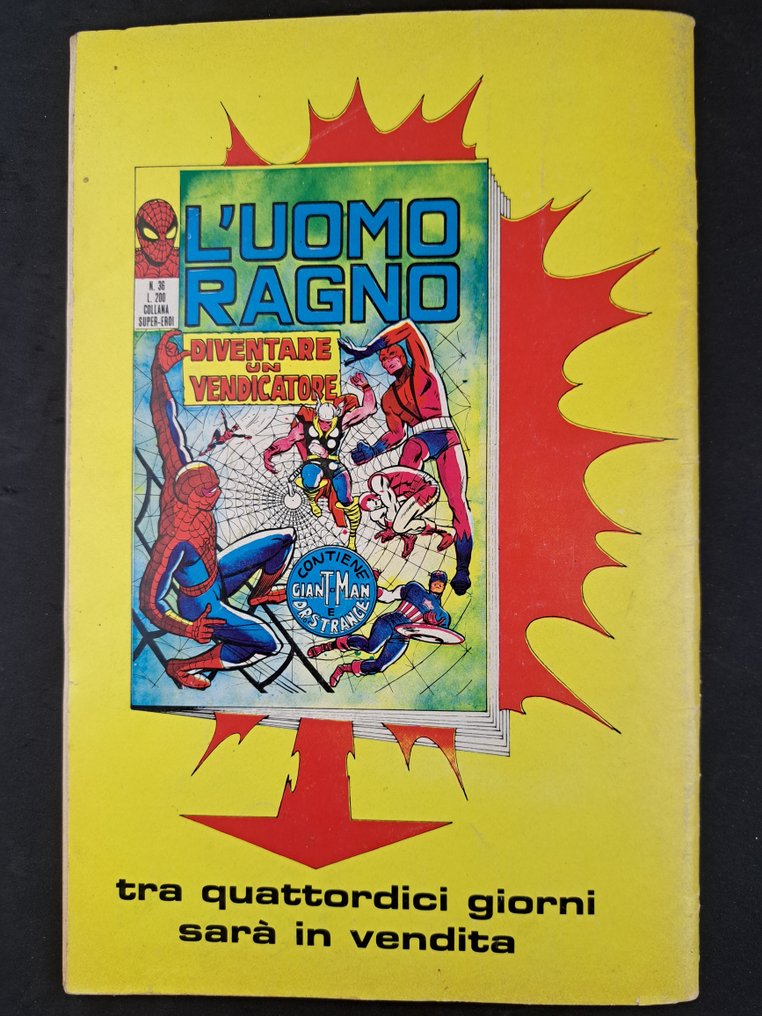 L'UOMO
RAGNO
N. 36
L. 200
COLLANA
SUPER-EROI
DIVENTARE
UN
VENDICATORE
CONTIENE
GIANT-MAN
E
DR. STRANGE
tra quattordici giorni
sarà in vendita